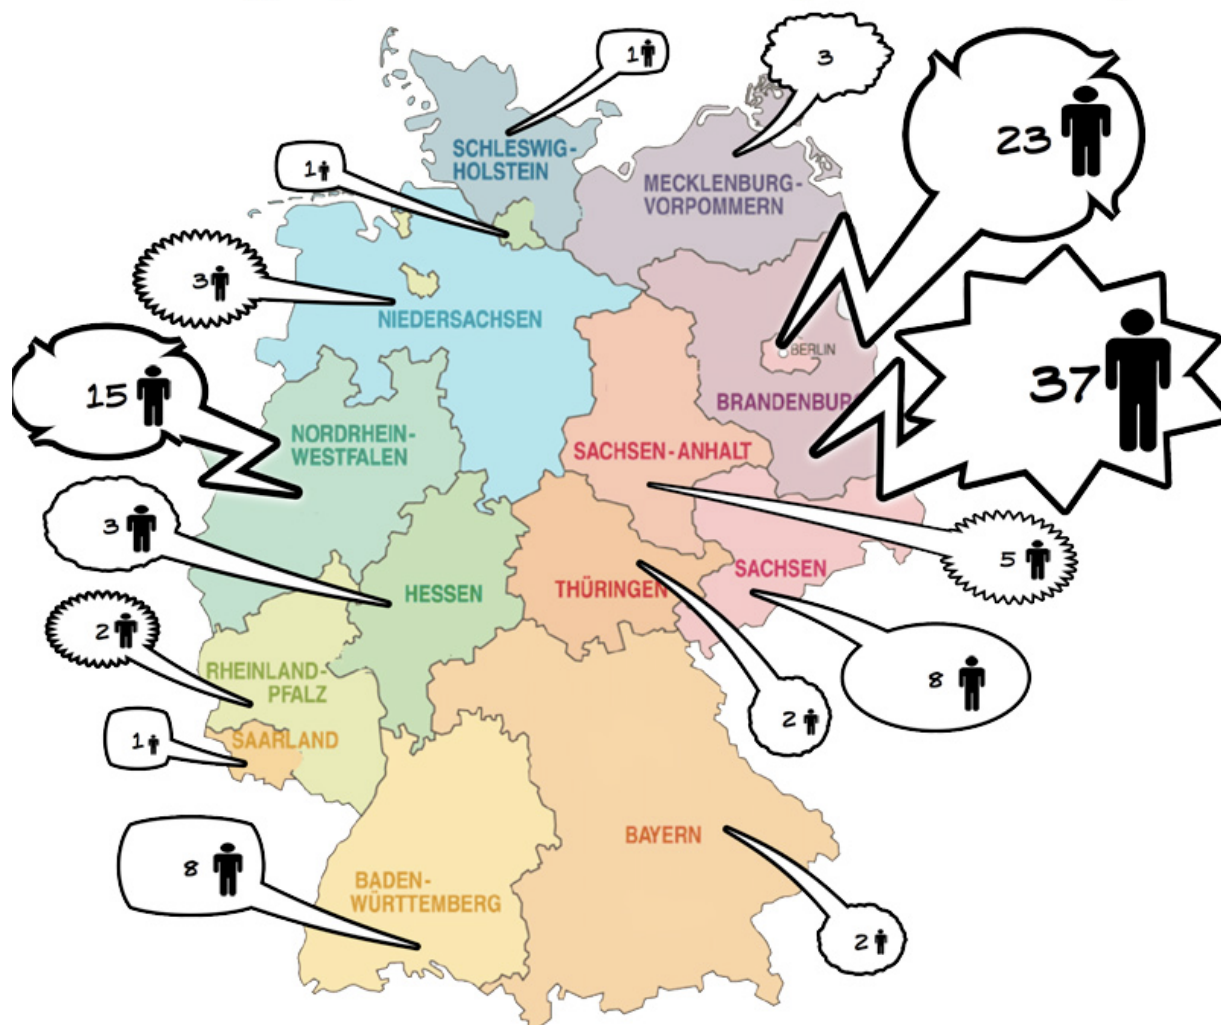 1
3
23
SCHLESWIG-
HOLSTEIN
1
MECKLENBURG-
VORPOMMERN
3
NIEDERSACHSEN
BERLIN
37
15
BRANDENBUR
NORDRHEIN-
WESTFALEN
SACHSEN-ANHALT
3
5
SACHSEN
HESSEN
THÜRINGEN
2
RHEINLAND-
PFALZ
8
2
1
SAARLAND
BAYERN
8
BADEN-
WÜRTTEMBERG
2